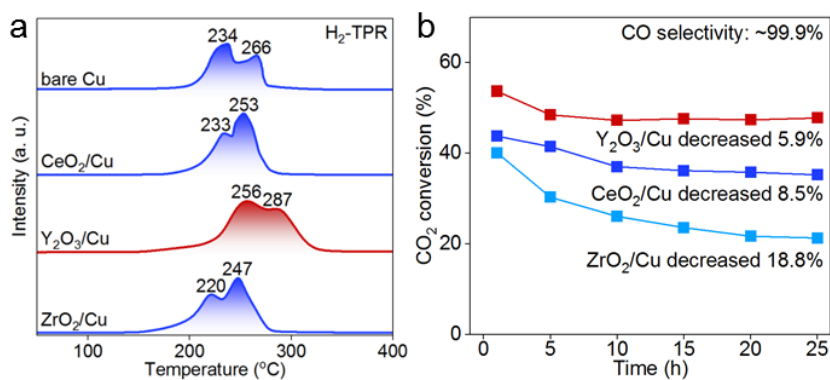 a
H₂-TPR
234
266
bare Cu
253
233
CeO₂/Cu
256
287
Y₂O₃/Cu
247
220
ZrO₂/Cu
Intensity (a. u.)
100
200
300
400
Temperature (°C)
b
CO selectivity: ~99.9%
60
40
20
0
CO₂ conversion (%)
Y₂O₃/Cu decreased 5.9%
CeO₂/Cu decreased 8.5%
ZrO₂/Cu decreased 18.8%
0
5
10
15
20
25
Time (h)